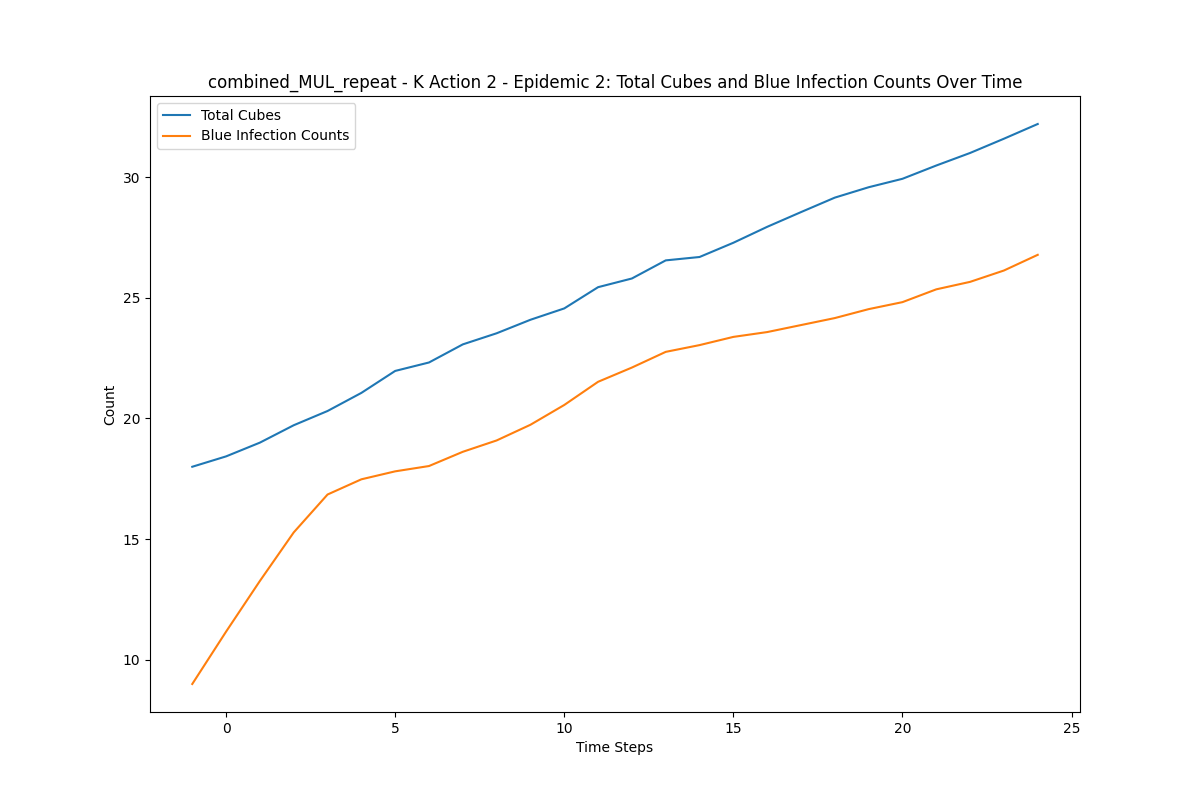 combined_MUL_repeat - K Action 2 - Epidemic 2: Total Cubes and Blue Infection Counts Over Time
Total Cubes
Blue Infection Counts
30
25
20
15
10
Count
0 5 10 15 20 25
Time Steps